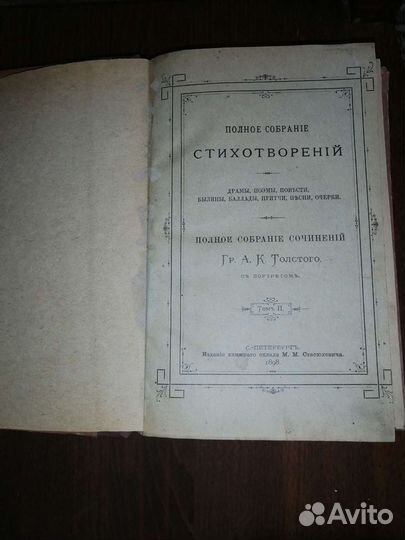 ПОЛНОЕ СОБРАНІЕ
СТИХОТВОРЕНІЙ
ДРАМЫ, ПОЭМЫ, ПОВѢСТИ,
БЫЛИНЫ, БАЛЛАДЫ, ПРИТЧИ, ПѢСНИ, ОЧЕРКИ.
ПОЛНОЕ СОБРАНІЕ СОЧИНЕНІЙ
ГР. А. К. ТОЛСТОГО,
СЪ ПОРТРЕТОМЪ.
Томъ II.
С.-ПЕТЕРБУРГЪ.
Изданіе книжнаго склада М. М. Стасюлевича.
1898.
Avito